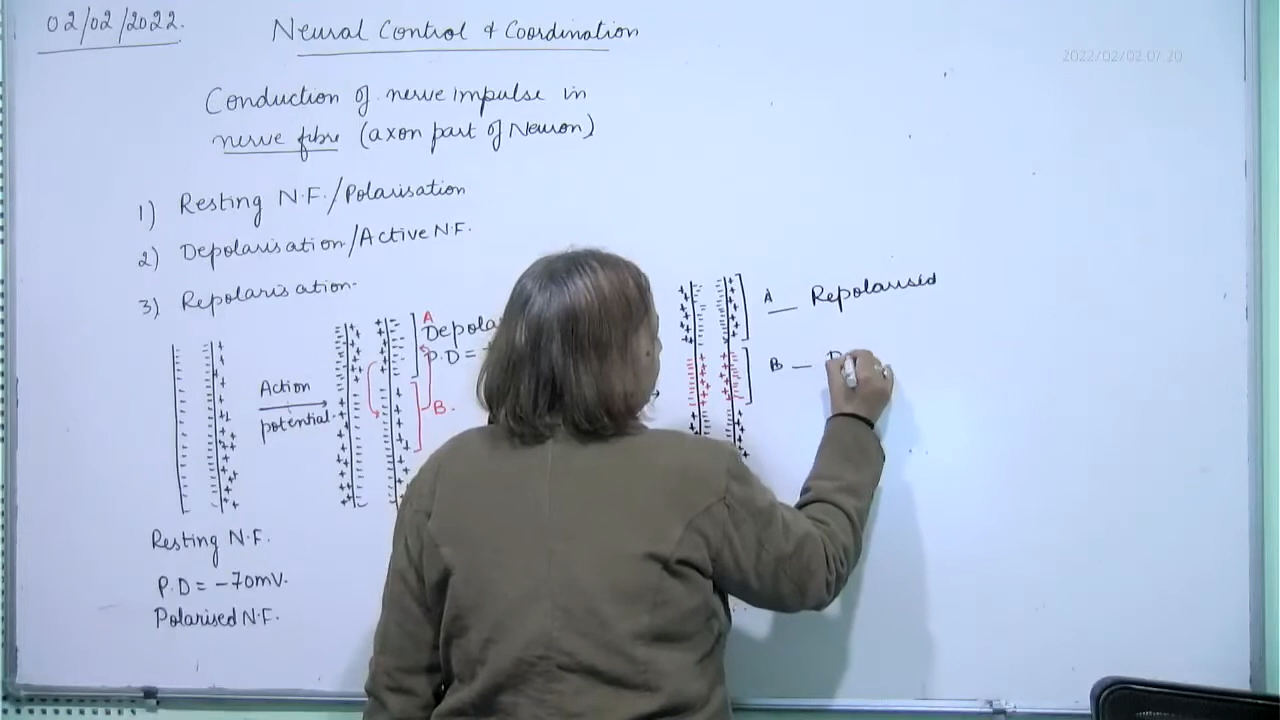 02/02/2022.
Neural Control & Coordination
2022/02/02 07 20
Conduction of nerve impulse in
nerve fibre (axon part of Neuron)
1) Resting N.F./Polarisation
2) Depolarisation/Active N.F.
3) Repolarisation
A
P.D =
B.
Action
potential
A — Repolarised
B —
Resting N.F.
P.D = -70mV.
Polarised N.F.